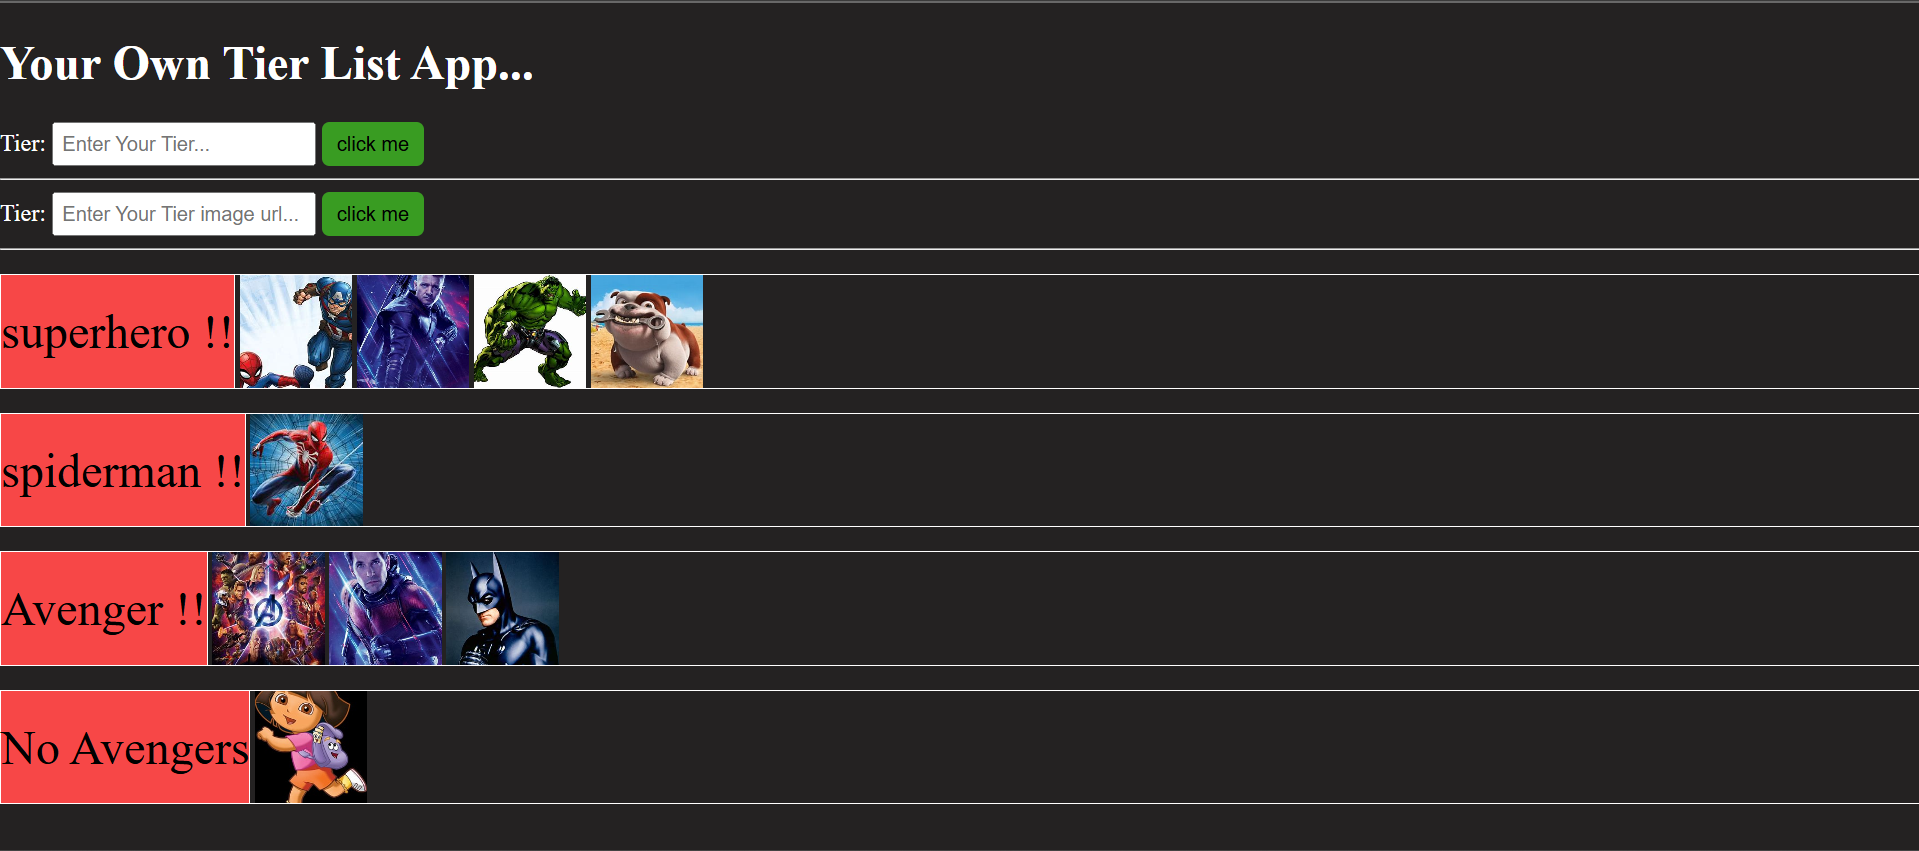 Your Own Tier List App...
Tier: Enter Your Tier... click me
Tier: Enter Your Tier image url... click me
superhero !!
spiderman !!
Avenger !!
No Avengers